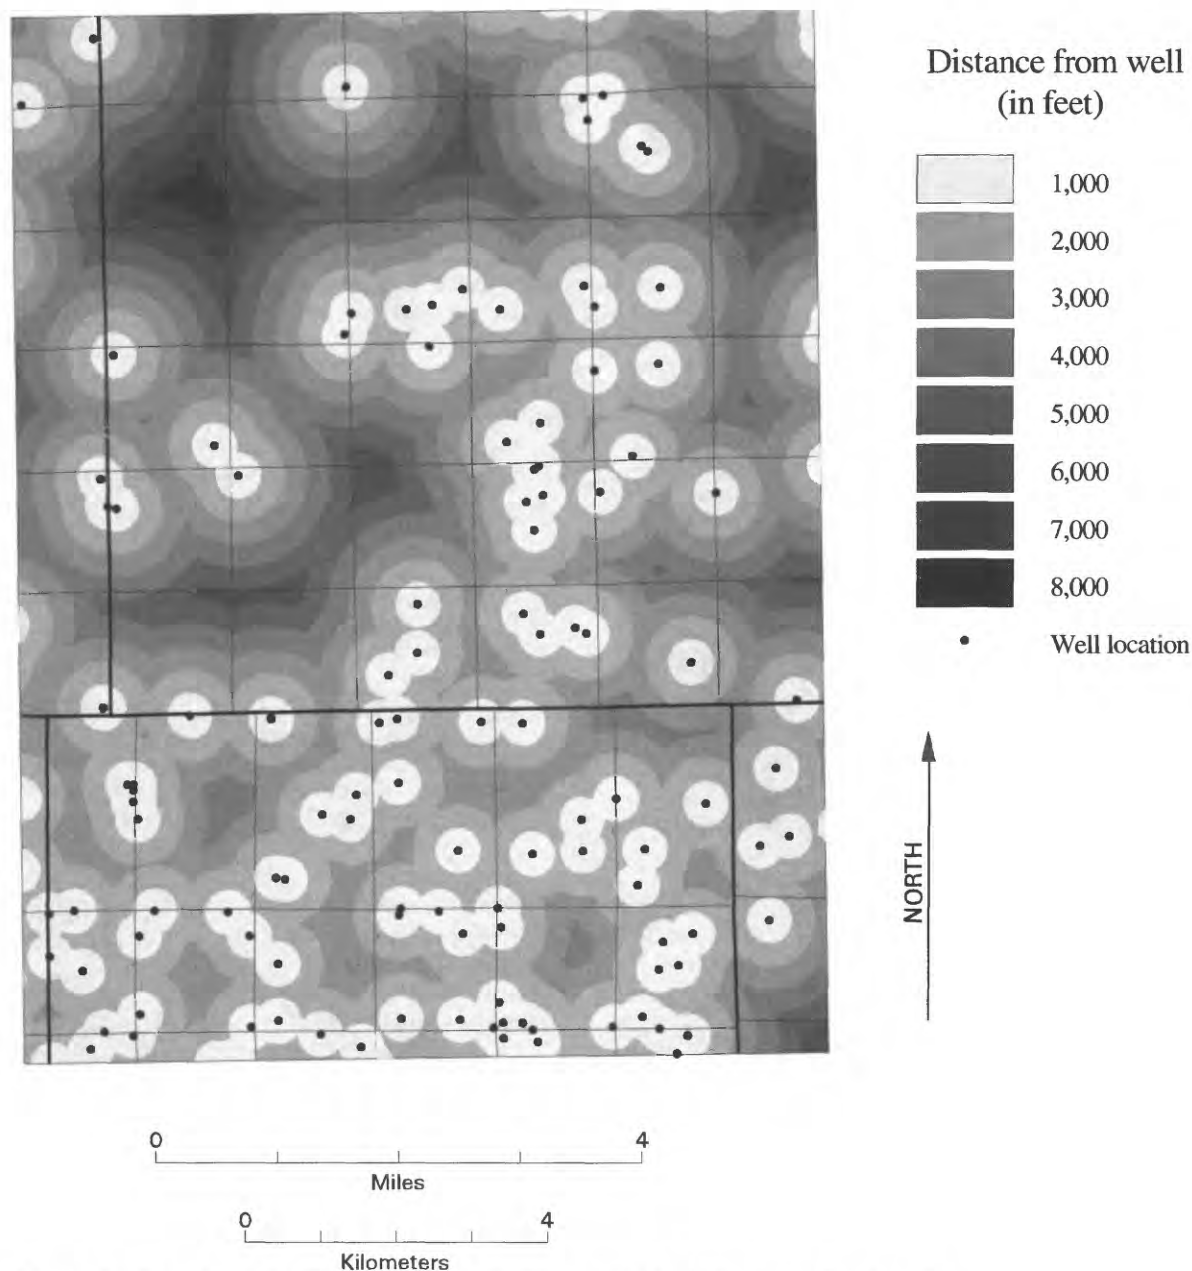 Distance from well
(in feet)
1,000
2,000
3,000
4,000
5,000
6,000
7,000
8,000
Well location
NORTH
0 4
Miles
0 4
Kilometers